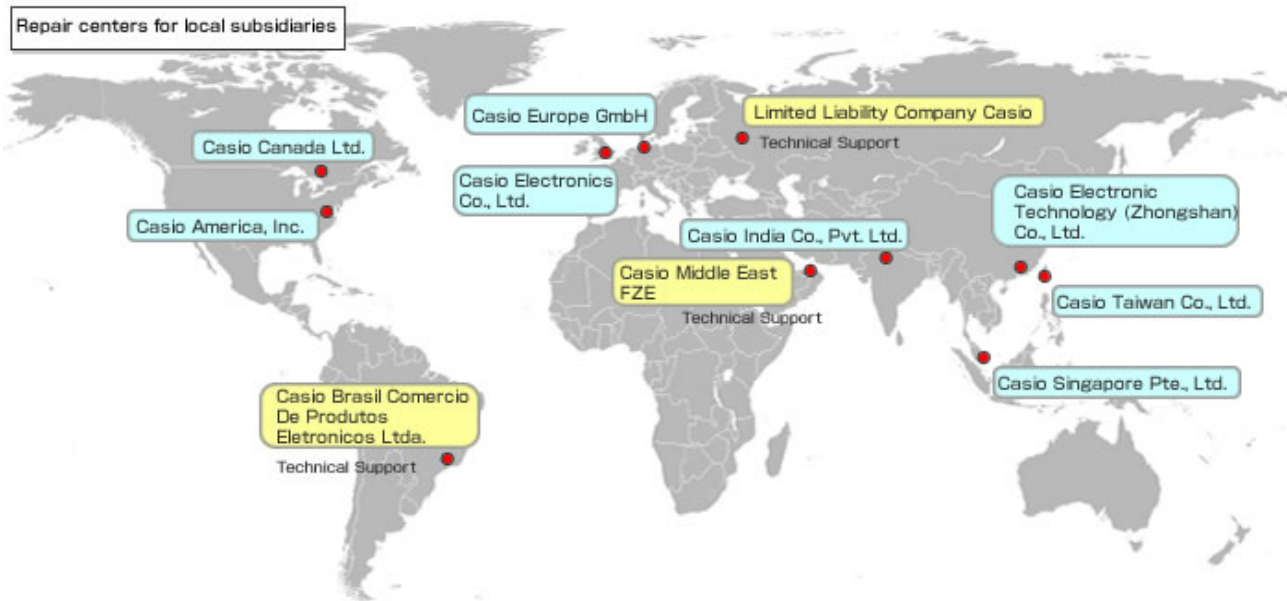 Repair centers for local subsidiaries
Casio Europe GmbH
Limited Liability Company Casio
Technical Support
Casio Canada Ltd.
Casio Electronics
Co., Ltd.
Casio Electronic
Technology (Zhongshan)
Co., Ltd.
Casio America, Inc.
Casio India Co., Pvt. Ltd.
Casio Middle East
FZE
Technical Support
Casio Taiwan Co., Ltd.
Casio Singapore Pte., Ltd.
Casio Brasil Comercio
De Produtos
Eletronicos Ltda.
Technical Support